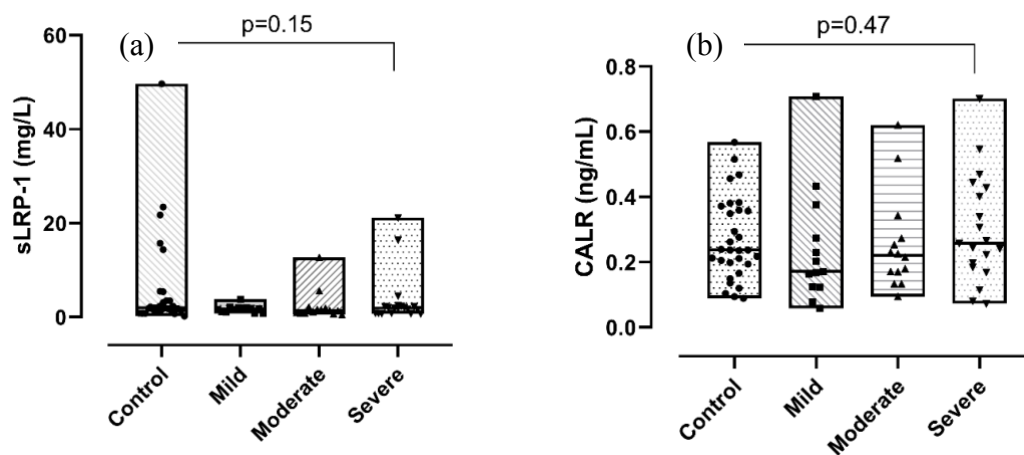 (a)
p=0.15
sLRP-1 (mg/L)
60
40
20
0
Control
Mild
Moderate
Severe
(b)
p=0.47
CALR (ng/mL)
0.8
0.6
0.4
0.2
0.0
Control
Mild
Moderate
Severe